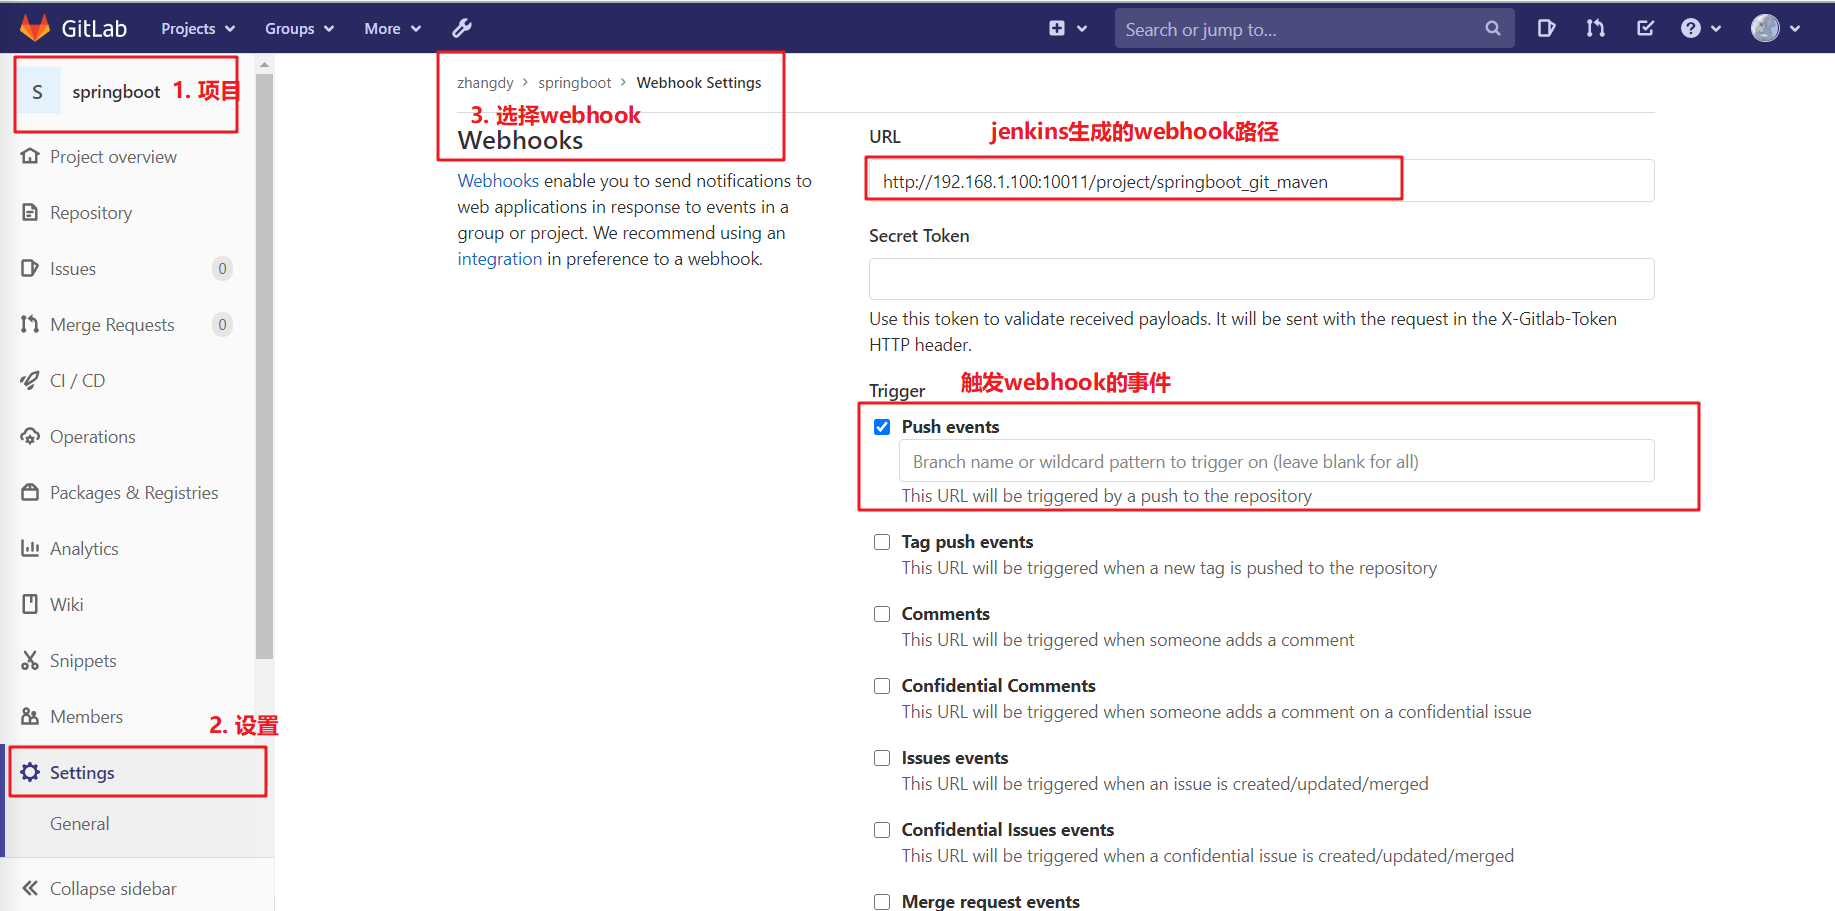 GitLab Projects Groups More Search or jump to...
S springboot 1. 项目
Project overview
Repository
Issues 0
Merge Requests 0
CI / CD
Operations
Packages & Registries
Analytics
Wiki
Snippets
Members
2. 设置
Settings
General
Collapse sidebar
zhangdy > springboot > Webhook Settings
3. 选择webhook
Webhooks
Webhooks enable you to send notifications to
web applications in response to events in a
group or project. We recommend using an
integration in preference to a webhook.
URL jenkins生成的webhook路径
http://192.168.1.100:10011/project/springboot_git_maven
Secret Token
Use this token to validate received payloads. It will be sent with the request in the X-Gitlab-Token
HTTP header.
Trigger 触发webhook的事件
Push events
Branch name or wildcard pattern to trigger on (leave blank for all)
This URL will be triggered by a push to the repository
Tag push events
This URL will be triggered when a new tag is pushed to the repository
Comments
This URL will be triggered when someone adds a comment
Confidential Comments
This URL will be triggered when someone adds a comment on a confidential issue
Issues events
This URL will be triggered when an issue is created/updated/merged
Confidential Issues events
This URL will be triggered when a confidential issue is created/updated/merged
Merge request events